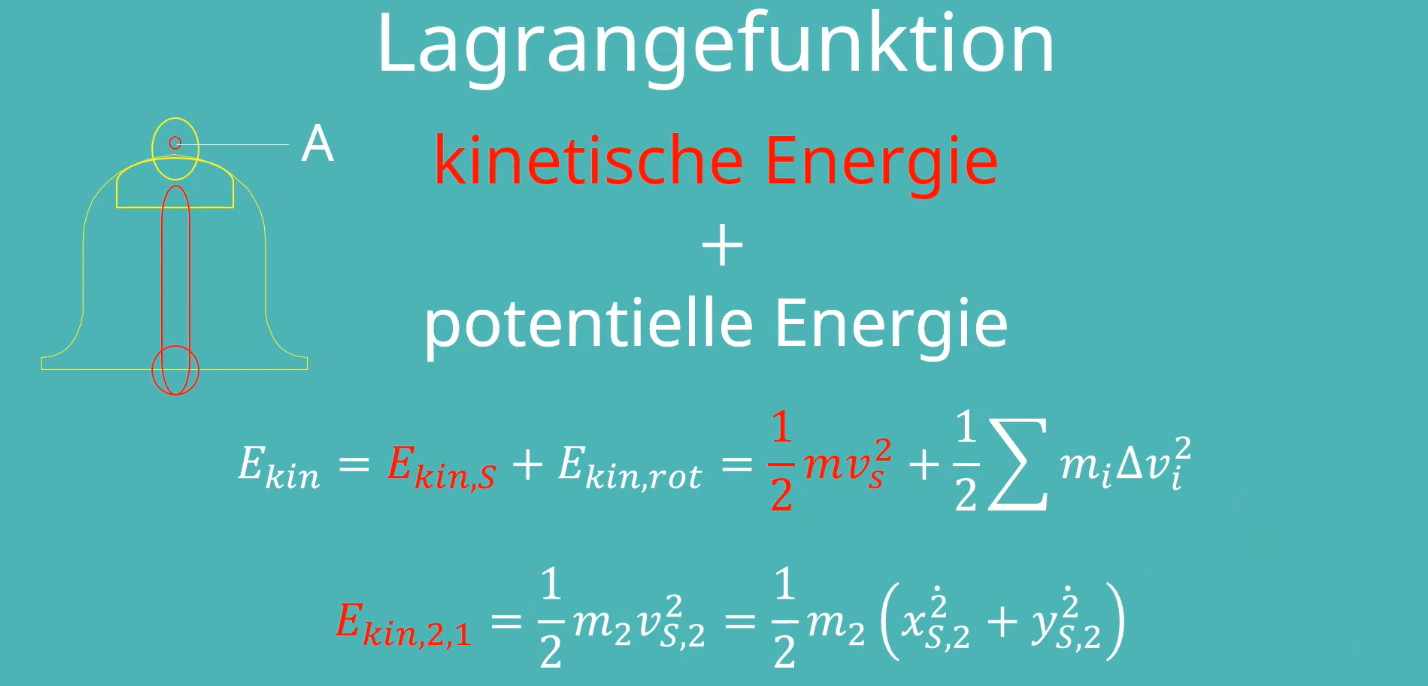 Lagrangefunktion
A
kinetische Energie
+
potentielle Energie
E_{kin} = E_{kin,S} + E_{kin,rot} = \frac{1}{2} m v_s^2 + \frac{1}{2} \sum m_i \Delta v_i^2
E_{kin,2,1} = \frac{1}{2} m_2 v_{S,2}^2 = \frac{1}{2} m_2 \left( x_{S,2}^{\dot{2}} + y_{S,2}^{\dot{2}} \right)